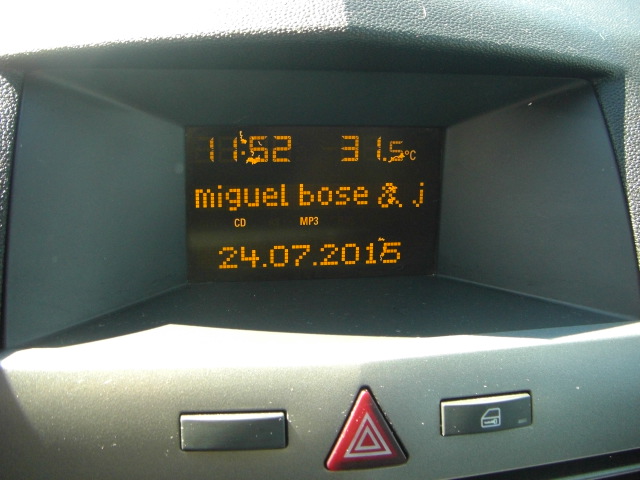 11:52 31.5°C
miguel bose & j
CD MP3
24.07.2015